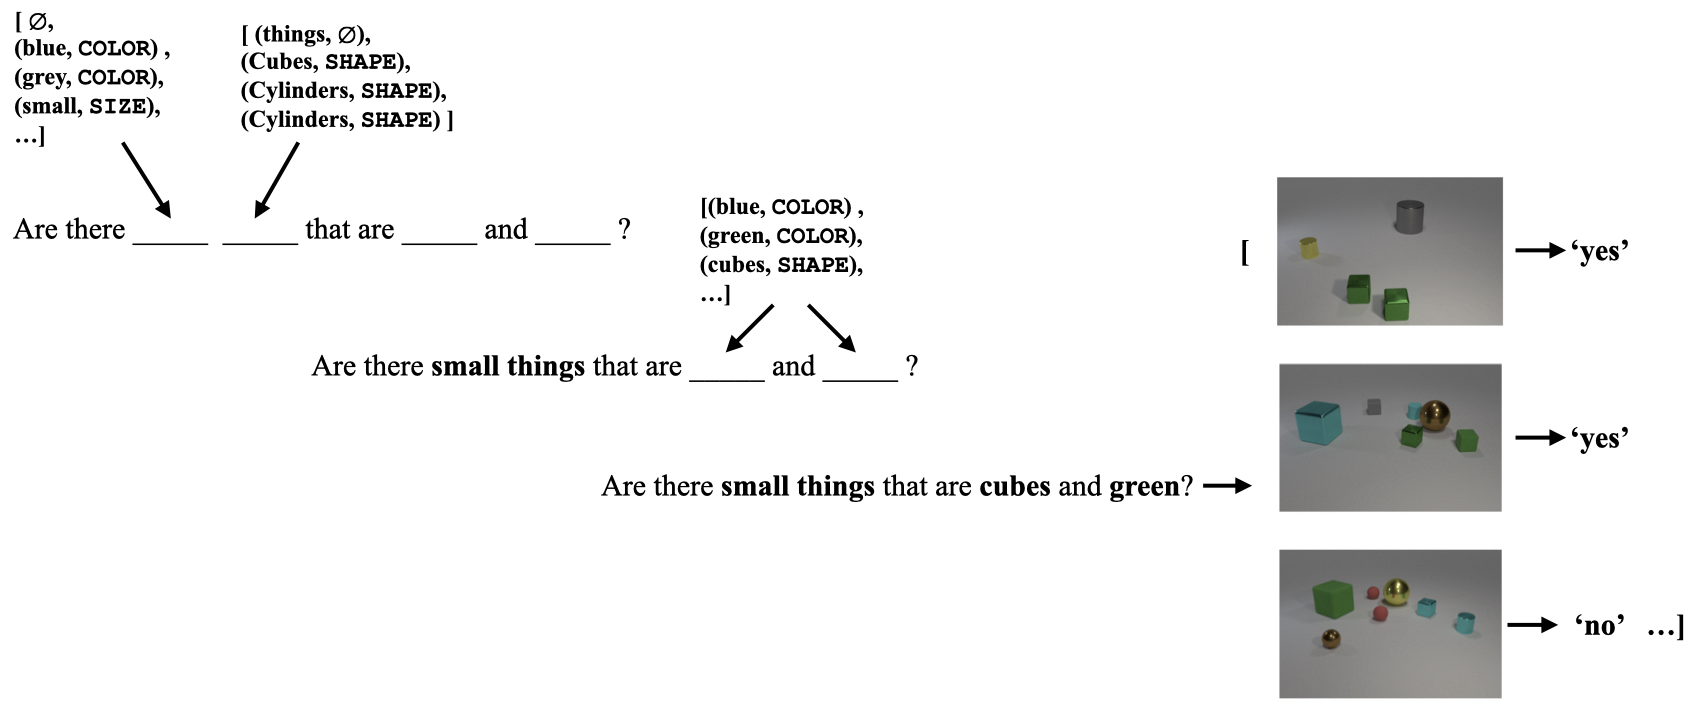 [ ∅,
(blue, COLOR) ,
(grey, COLOR),
(small, SIZE),
…]
[ (things, ∅),
(Cubes, SHAPE),
(Cylinders, SHAPE),
(Cylinders, SHAPE) ]
Are there _____ _____ that are _____ and _____ ?
[(blue, COLOR) ,
(green, COLOR),
(cubes, SHAPE),
…]
Are there small things that are _____ and _____ ?
Are there small things that are cubes and green?
[ ‘yes’
‘yes’
‘no’ …]